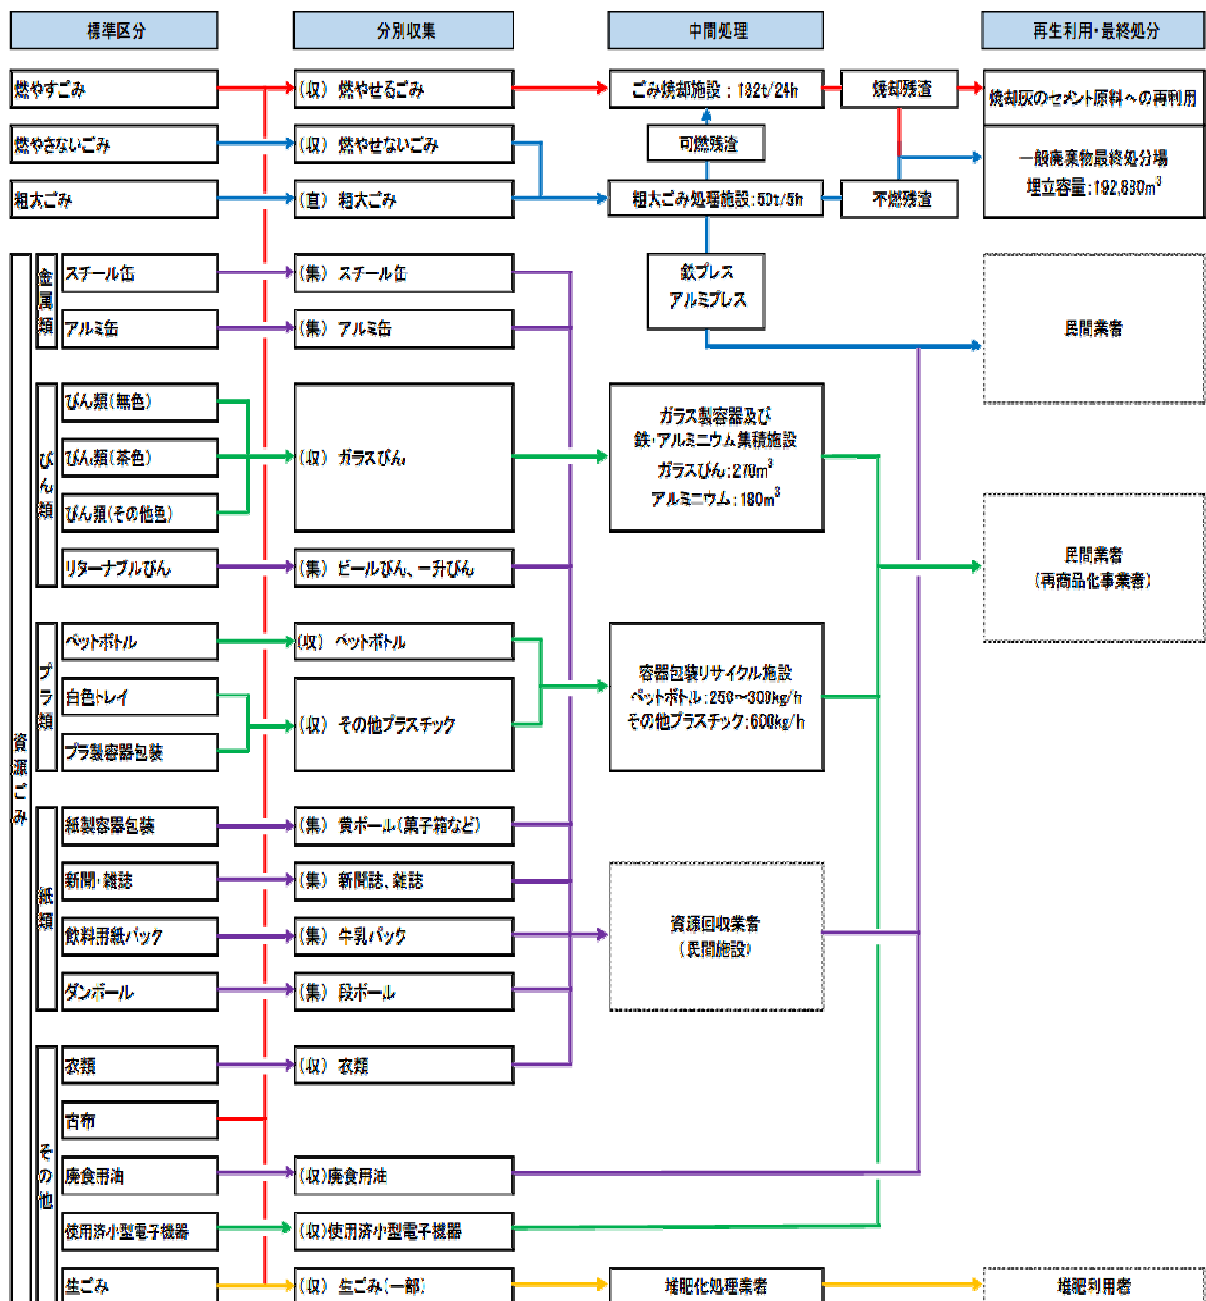 標準区分
分別収集
中間処理
再生利用・最終処分
燃やすごみ
(収) 燃やせるごみ
ごみ焼却施設：182t/24h
焼却残渣
焼却灰のセメント原料への再利用
燃やさないごみ
(収) 燃やせないごみ
可燃残渣
一般廃棄物最終処分場
粗大ごみ
(直) 粗大ごみ
粗大ごみ処理施設：50t/5h
不燃残渣
資源ごみ
金属類
スチール缶
(集) スチール缶
鉄プレス
アルミプレス
アルミ缶
(集) アルミ缶
民間業者
びん類
びん類(無色)
びん類(茶色)
びん類(その他色)
(収) ガラスびん
ガラス製容器及び
鉄・アルミニウム集積施設
ガラスびん：270m³
アルミニウム：180m³
リターナブルびん
(集) ビールびん、一升びん
民間業者
(再商品化事業者)
プラ類
ペットボトル
(収) ペットボトル
白色トレイ
プラ製容器包装
(収) その他プラスチック
容器包装リサイクル施設
ペットボトル：250～300kg/h
その他プラスチック：600kg/h
紙類
紙製容器包装
(集) 黄ボール(菓子箱など)
新聞・雑誌
(集) 新聞誌、雑誌
飲料用紙パック
(集) 牛乳パック
ダンボール
(集) 段ボール
資源回収業者
(民間施設)
その他
衣類
(収) 衣類
古布
廃食用油
(収)廃食用油
使用済小型電子機器
(収)使用済小型電子機器
生ごみ
(収) 生ごみ(一部)
堆肥化処理業者
堆肥利用者